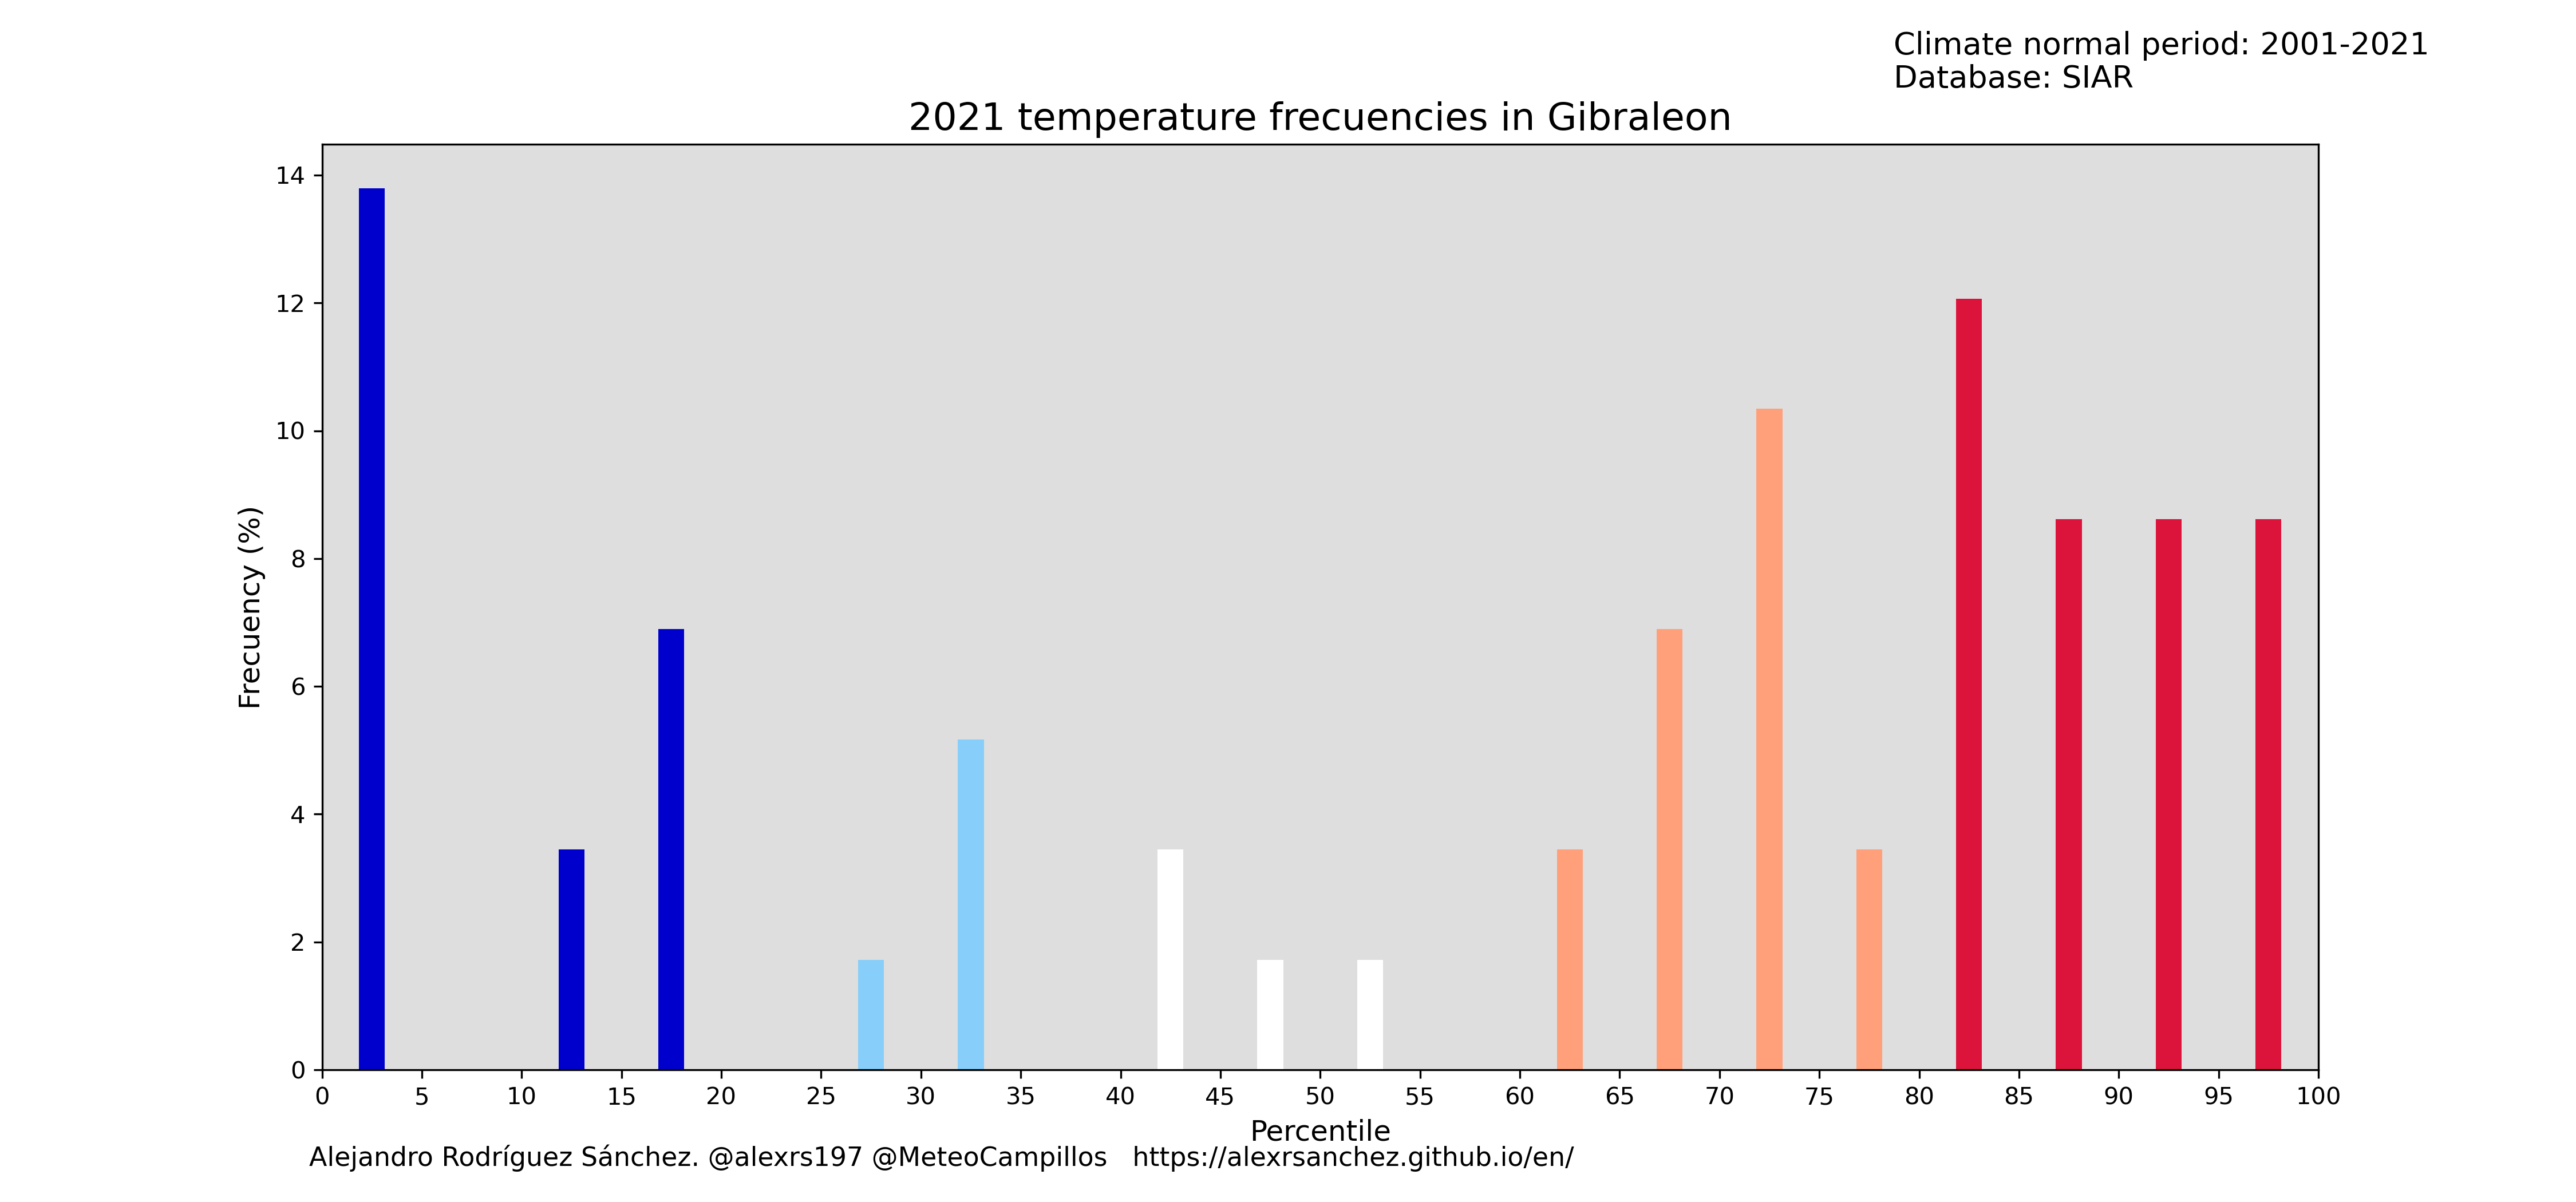 Climate normal period: 2001-2021
Database: SIAR
2021 temperature frecuencies in Gibraleon
14
12
10
8
6
4
2
0
Frecuency (%)
0 5 10 15 20 25 30 35 40 45 50 55 60 65 70 75 80 85 90 95 100
Percentile
Alejandro Rodríguez Sánchez. @alexrs197 @MeteoCampillos https://alexrsanchez.github.io/en/